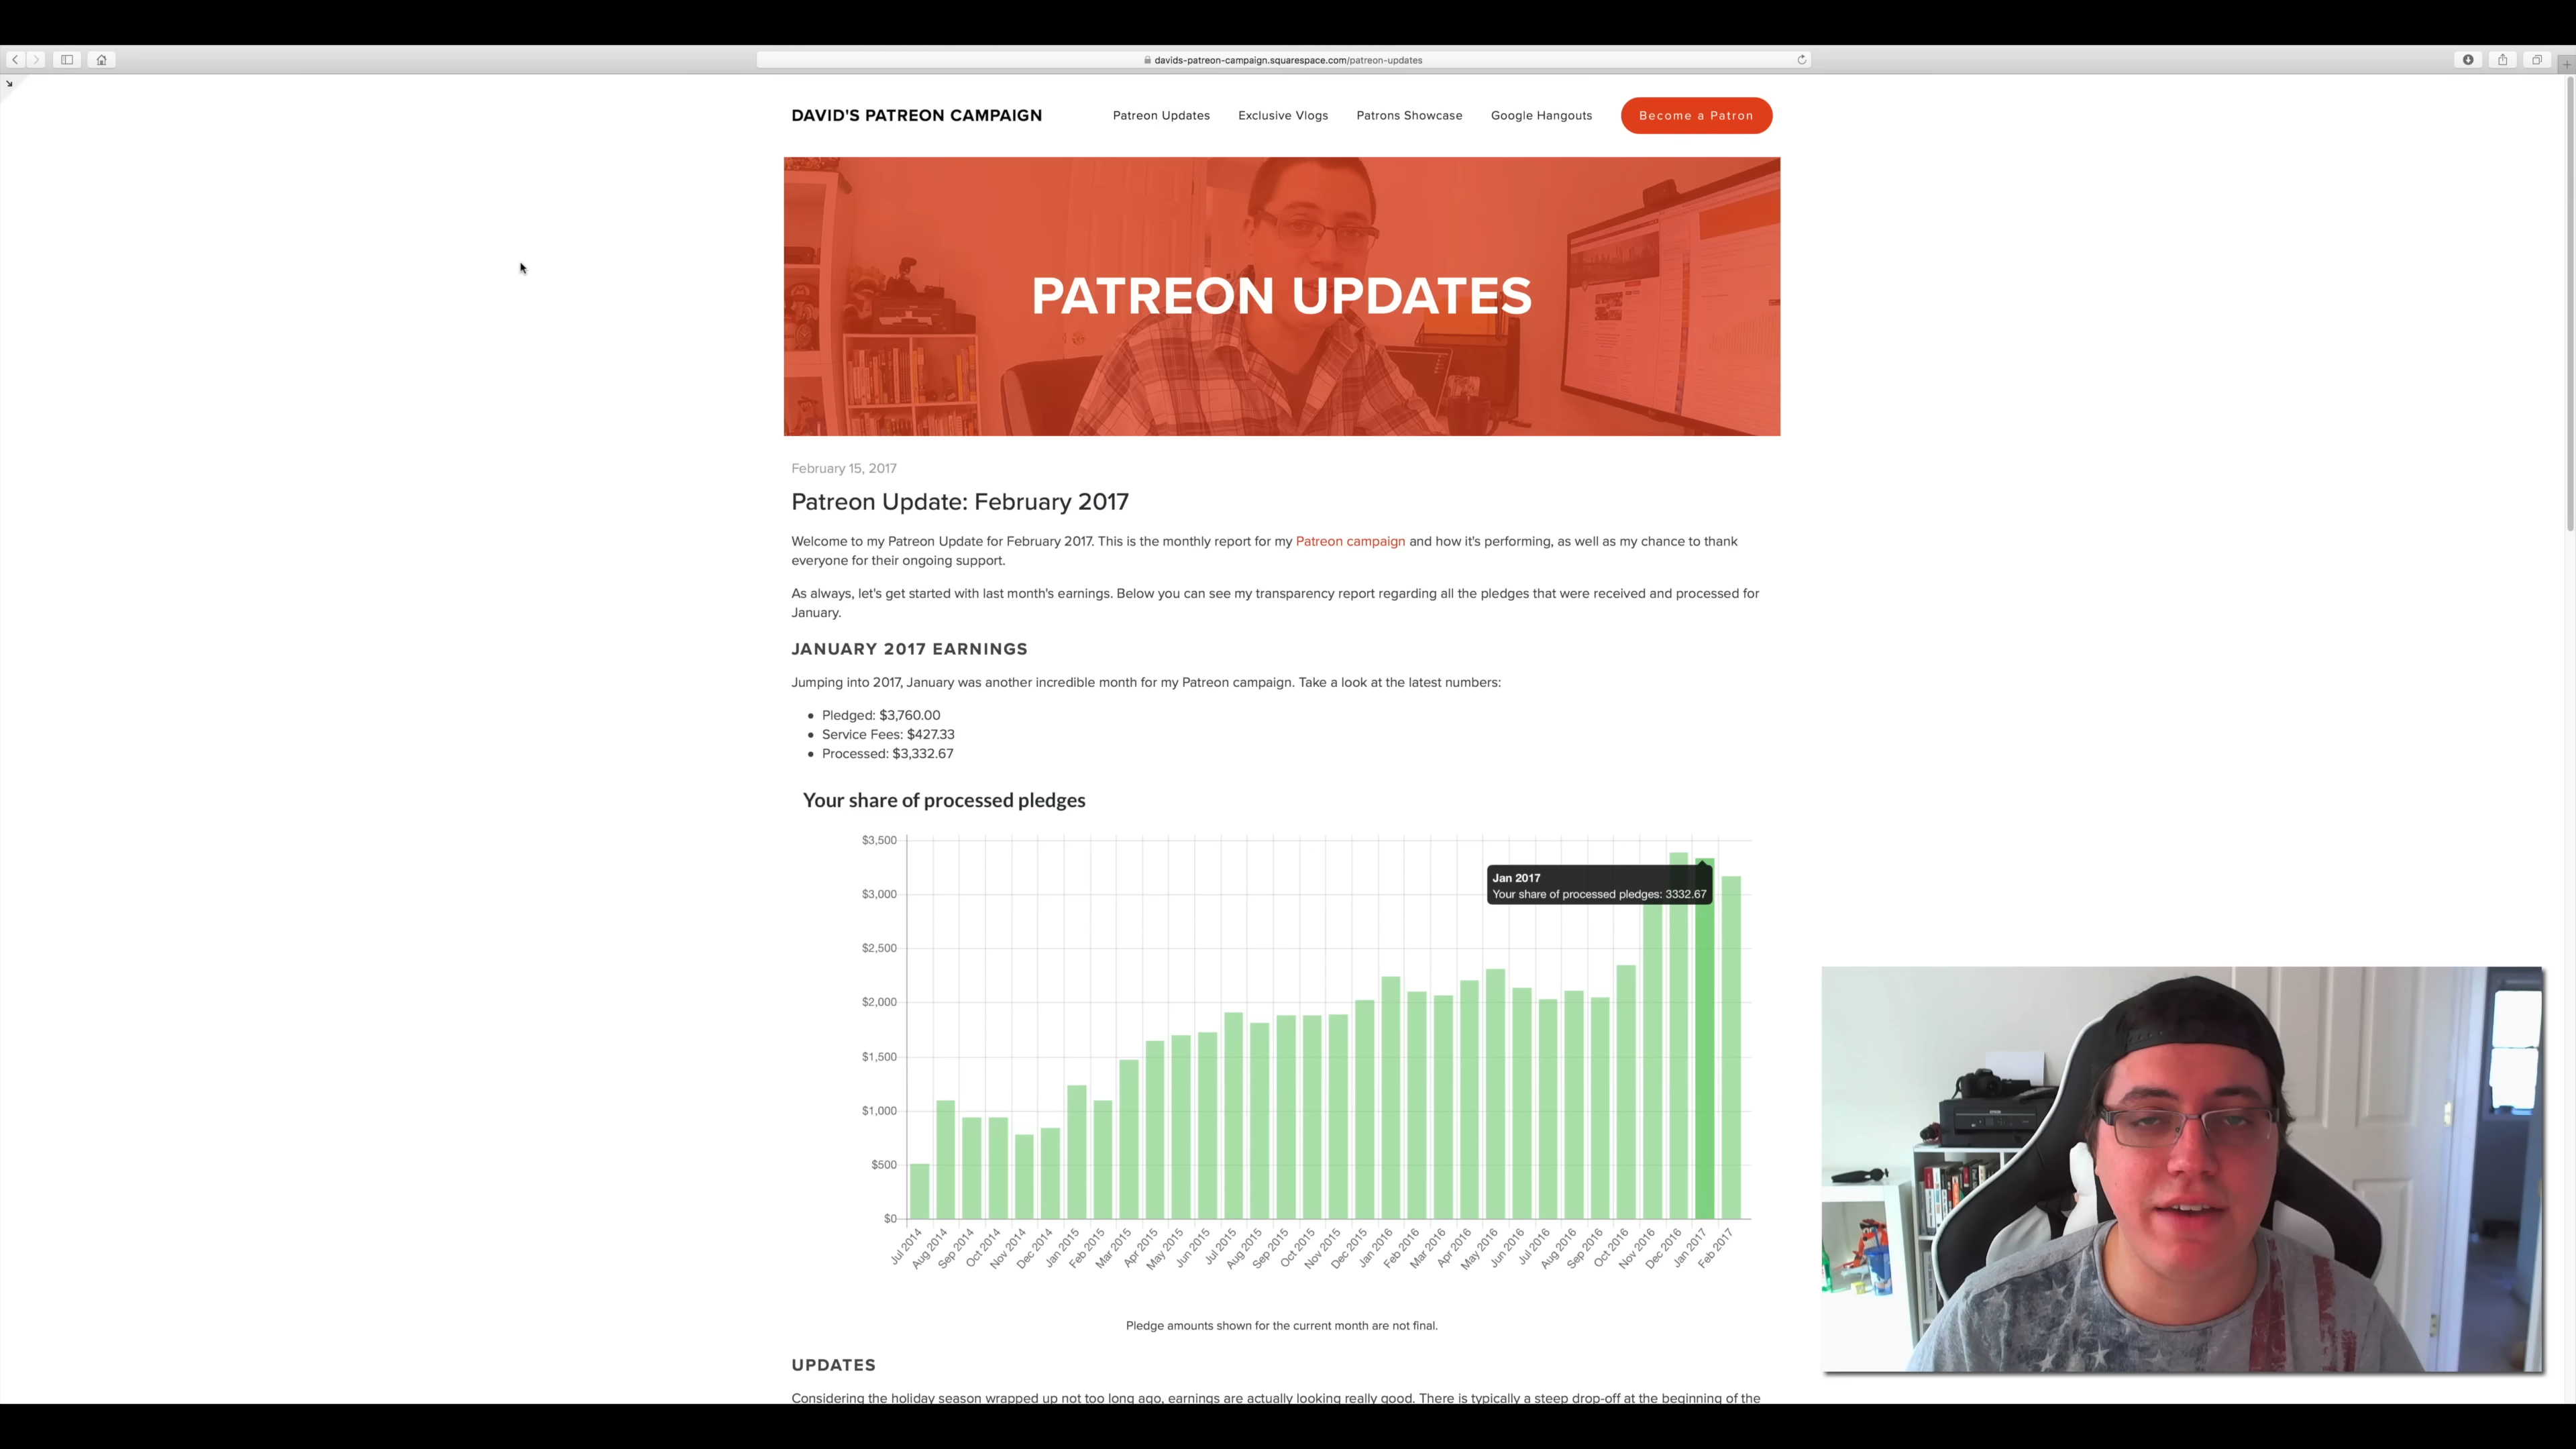 davids-patreon-campaign.squarespace.com/patreon-updates
DAVID'S PATREON CAMPAIGN
Patreon Updates
Exclusive Vlogs
Patrons Showcase
Google Hangouts
Become a Patron
PATREON UPDATES
February 15, 2017
Patreon Update: February 2017
Welcome to my Patreon Update for February 2017. This is the monthly report for my Patreon campaign and how it's performing, as well as my chance to thank
everyone for their ongoing support.
As always, let's get started with last month's earnings. Below you can see my transparency report regarding all the pledges that were received and processed for
January.
JANUARY 2017 EARNINGS
Jumping into 2017, January was another incredible month for my Patreon campaign. Take a look at the latest numbers:
Pledged: $3,760.00
Service Fees: $427.33
Processed: $3,332.67
Your share of processed pledges
$3,500
$3,000
$2,500
$2,000
$1,500
$1,000
$500
$0
Jan 2017
Your share of processed pledges: 3332.67
Jul 2014
Aug 2014
Sep 2014
Oct 2014
Nov 2014
Dec 2014
Jan 2015
Feb 2015
Mar 2015
Apr 2015
May 2015
Jun 2015
Jul 2015
Aug 2015
Sep 2015
Oct 2015
Nov 2015
Dec 2015
Jan 2016
Feb 2016
Mar 2016
Apr 2016
May 2016
Jun 2016
Jul 2016
Aug 2016
Sep 2016
Oct 2016
Nov 2016
Dec 2016
Jan 2017
Feb 2017
Pledge amounts shown for the current month are not final.
UPDATES
Considering the holiday season wrapped up not too long ago, earnings are actually looking really good. There is typically a steep drop-off at the beginning of the